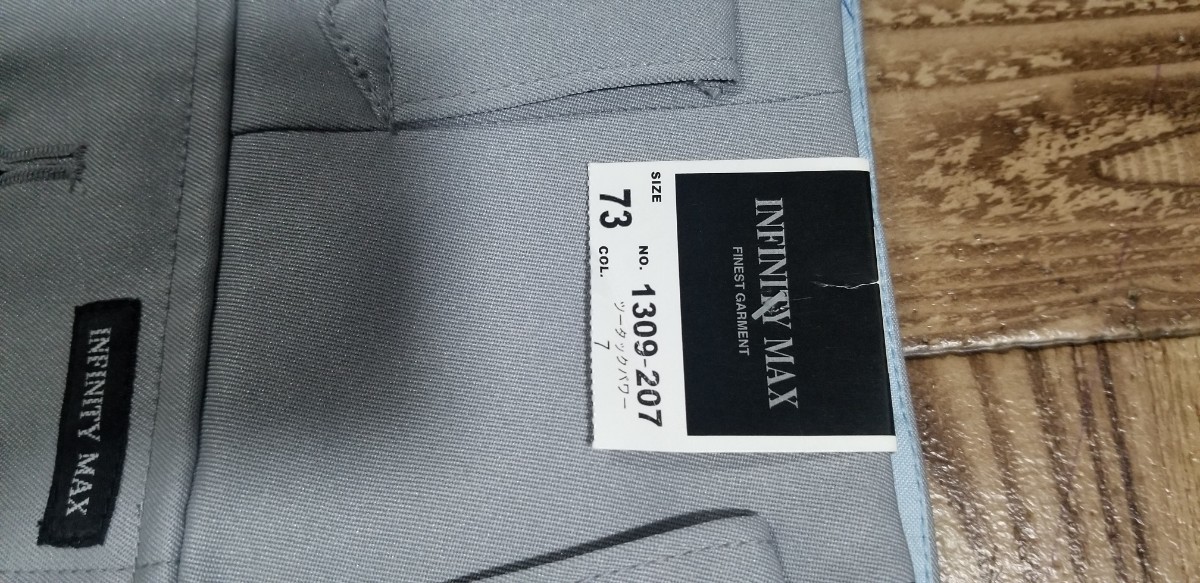 INFINITY MAX
FINEST GARMENT
SIZE 73
NO. 1309-207
ツータックパワー
COL. 7
INFINITY MAX